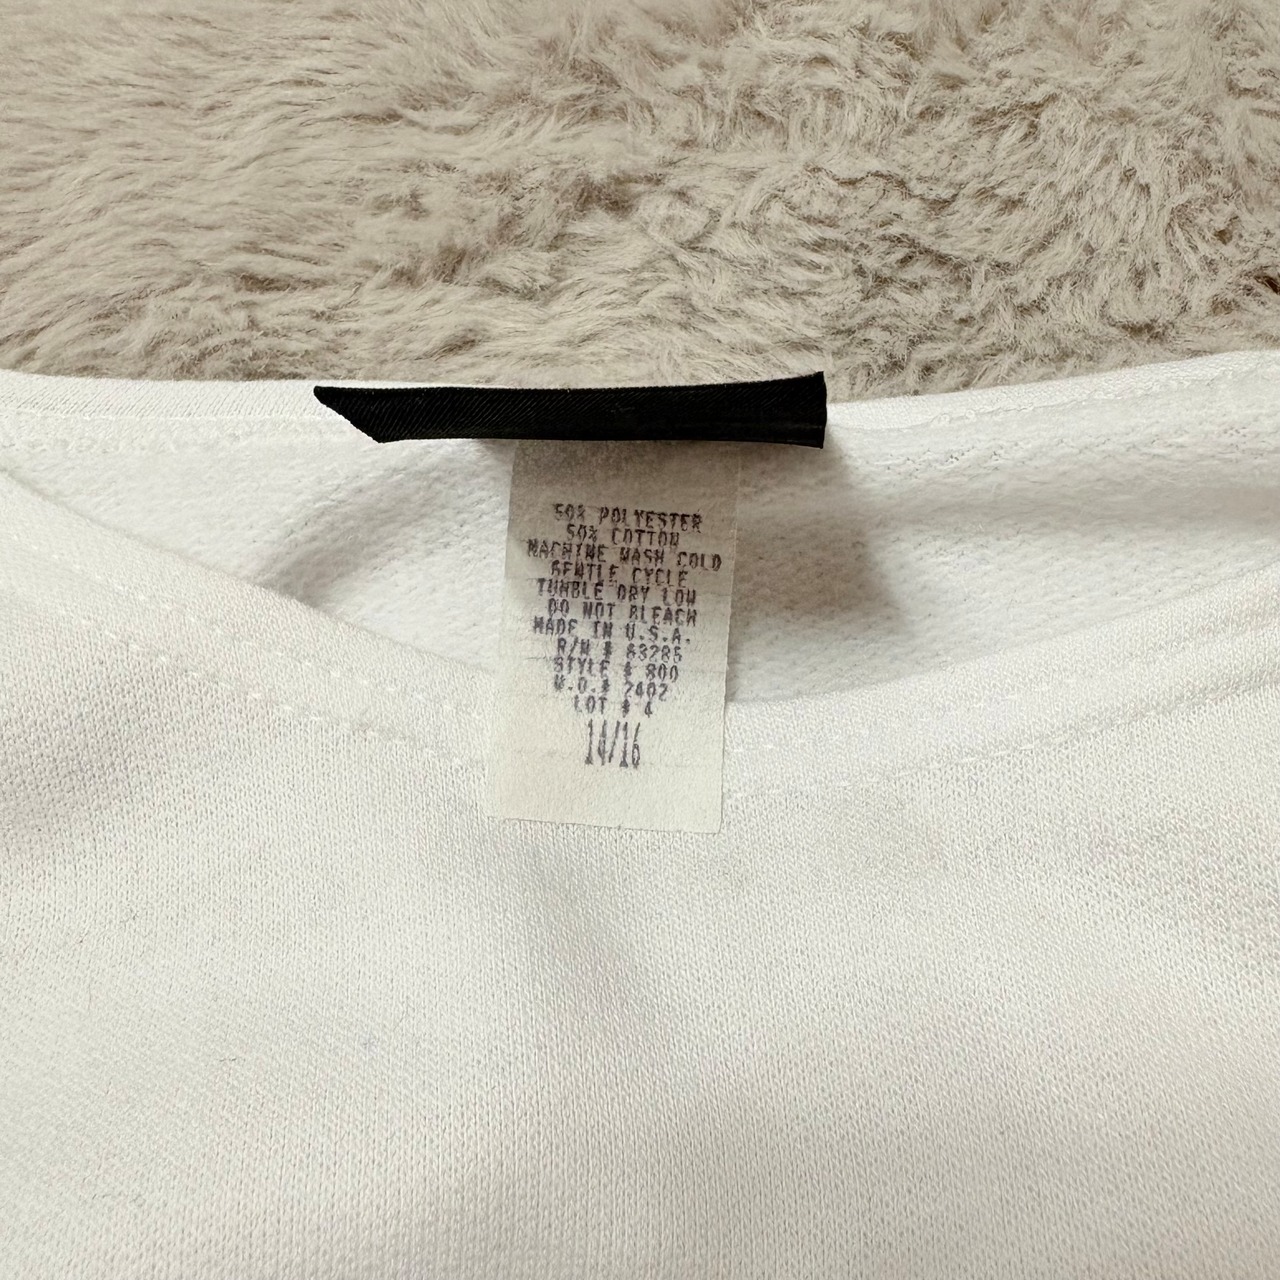 50% POLYESTER
50% COTTON
MACHINE WASH COLD
GENTLE CYCLE
TUMBLE DRY LOW
DO NOT BLEACH
MADE IN U.S.A.
R/N # 83285
STYLE # 800
W.O.# 2402
LOT # 4
14/16